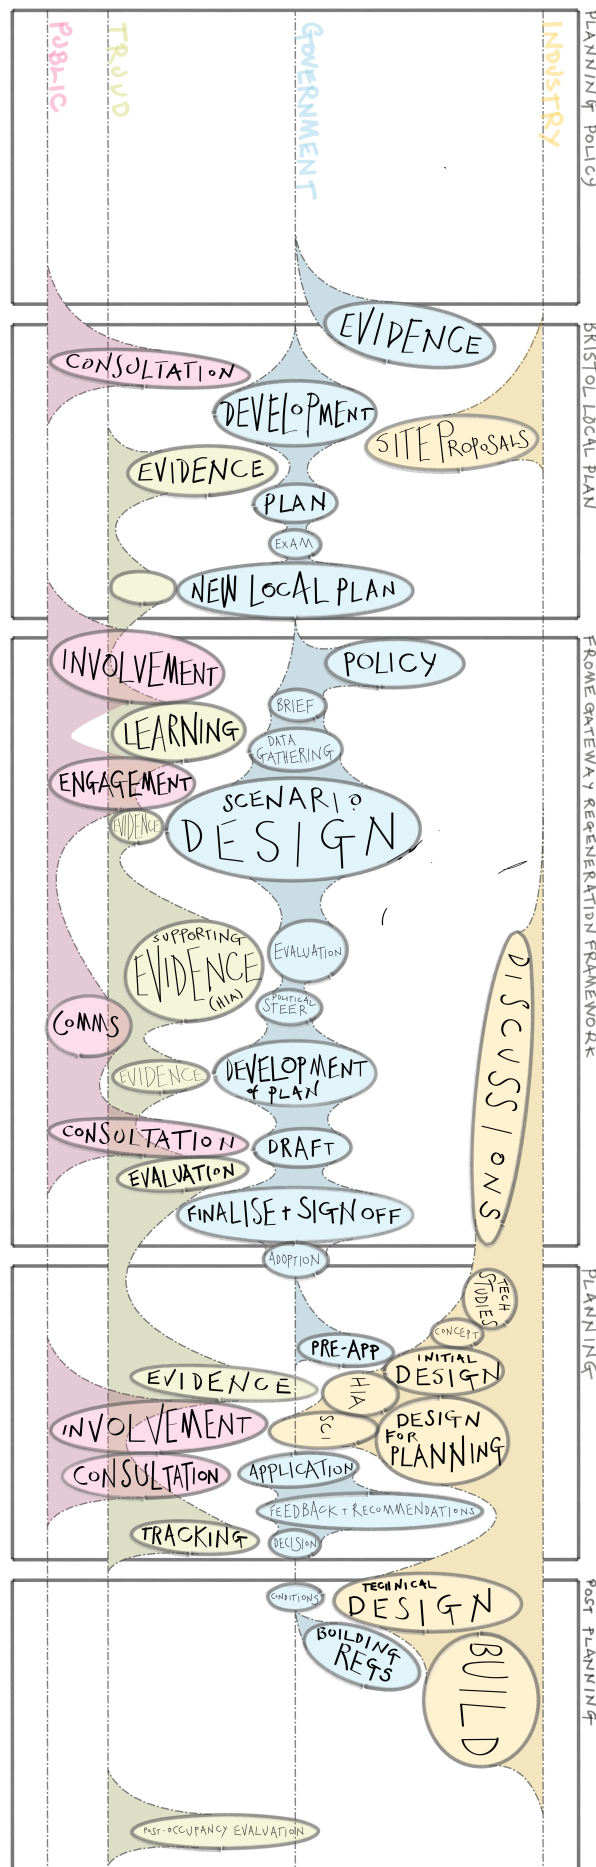 PUBLIC
TRUUD
GOVERNMENT
INDUSTRY
PLANNING POLICY
EVIDENCE
BRISTOL LOCAL PLAN
CONSULTATION
DEVELOPMENT
SITE PROPOSALS
EVIDENCE
PLAN
EXAM
NEW LOCAL PLAN
FROME GATEWAY REGENERATION FRAMEWORK
INVOLVEMENT
POLICY
BRIEF
LEARNING
DATA
GATHERING
ENGAGEMENT
EVIDENCE
SCENARIO
DESIGN
SUPPORTING
EVIDENCE
(HIA)
EVALUATION
DISCUSSIONS
POLITICAL
STEER
COMMS
EVIDENCE
DEVELOPMENT
of PLAN
CONSULTATION
DRAFT
EVALUATION
FINALISE + SIGN OFF
ADOPTION
PLANNING
TECH
STUDIES
CONCEPT
PRE-APP
INITIAL
DESIGN
EVIDENCE
HIA
INVOLVEMENT
SCI
DESIGN
FOR
PLANNING
CONSULTATION
APPLICATION
FEEDBACK + RECOMMENDATIONS
TRACKING
DECISION
POST PLANNING
CONDITIONS
TECHNICAL
DESIGN
BUILDING
REGS
BUILD
POST-OCCUPANCY EVALUATION